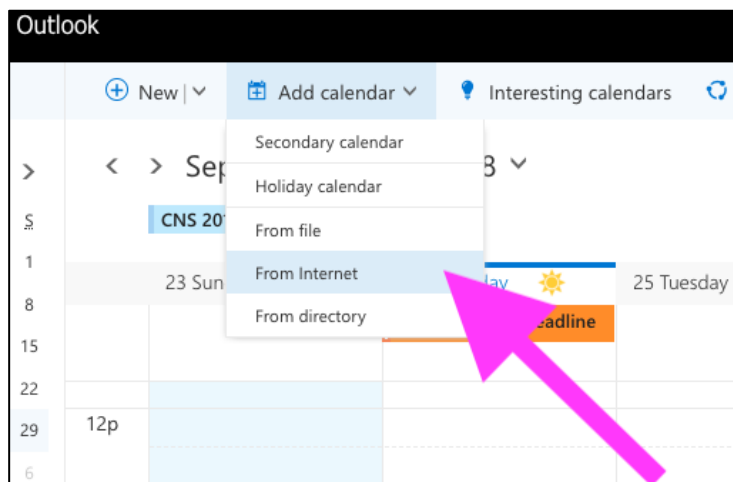 Outlook
New | Add calendar Interesting calendars
Secondary calendar
Holiday calendar
From file
From Internet
From directory
S
1
8
15
22
29
6
CNS
23 25 Tuesday
12p